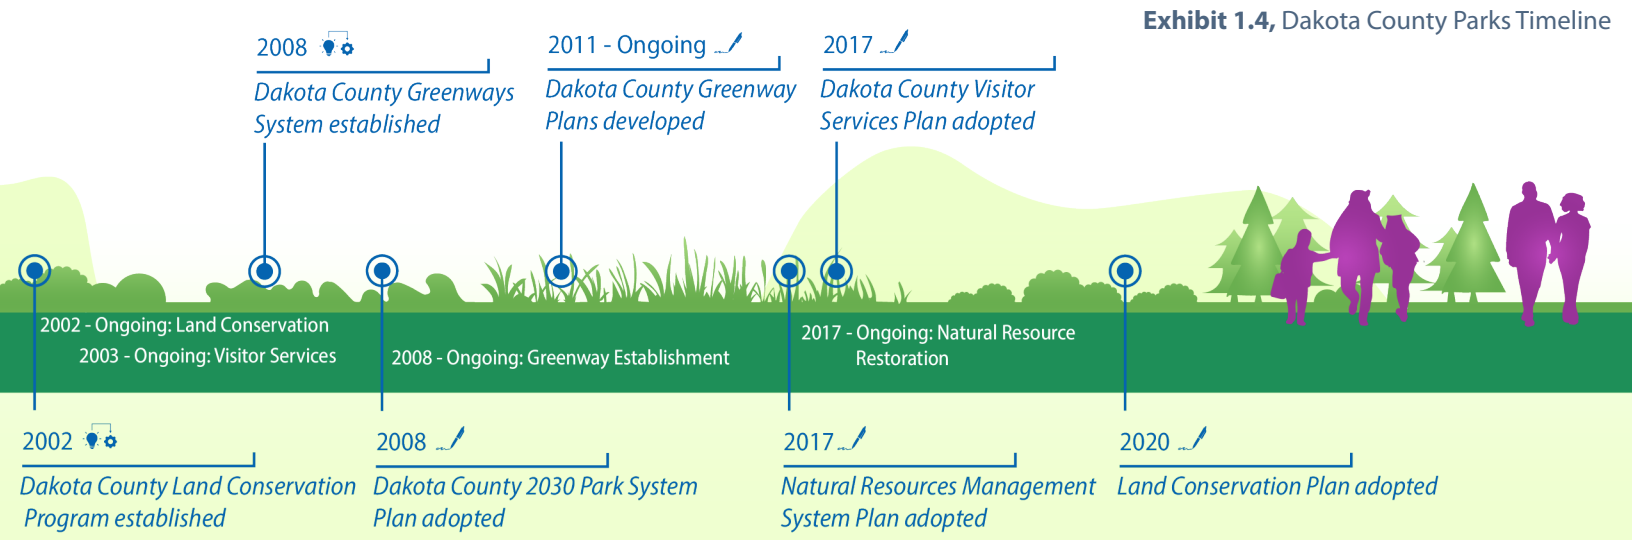 Exhibit 1.4, Dakota County Parks Timeline
2008
Dakota County Greenways
System established
2011 - Ongoing
Dakota County Greenway
Plans developed
2017
Dakota County Visitor
Services Plan adopted
2002 - Ongoing: Land Conservation
2003 - Ongoing: Visitor Services
2008 - Ongoing: Greenway Establishment
2017 - Ongoing: Natural Resource
Restoration
2002
Dakota County Land Conservation
Program established
2008
Dakota County 2030 Park System
Plan adopted
2017
Natural Resources Management
System Plan adopted
2020
Land Conservation Plan adopted